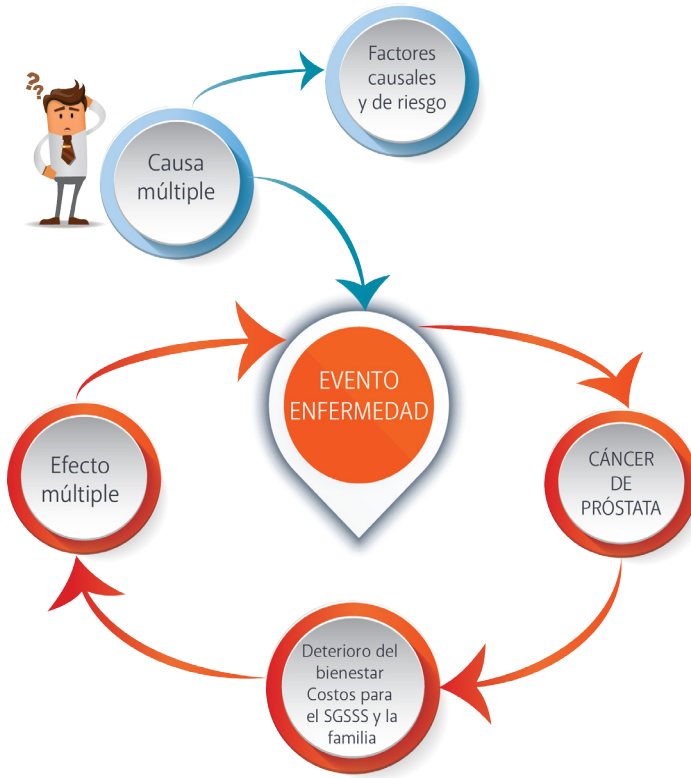 ??
Factores
causales
y de riesgo
Causa
múltiple
EVENTO
ENFERMEDAD
Efecto
múltiple
CÁNCER
DE
PRÓSTATA
Deterioro del
bienestar
Costos para
el SGSSS y la
familia